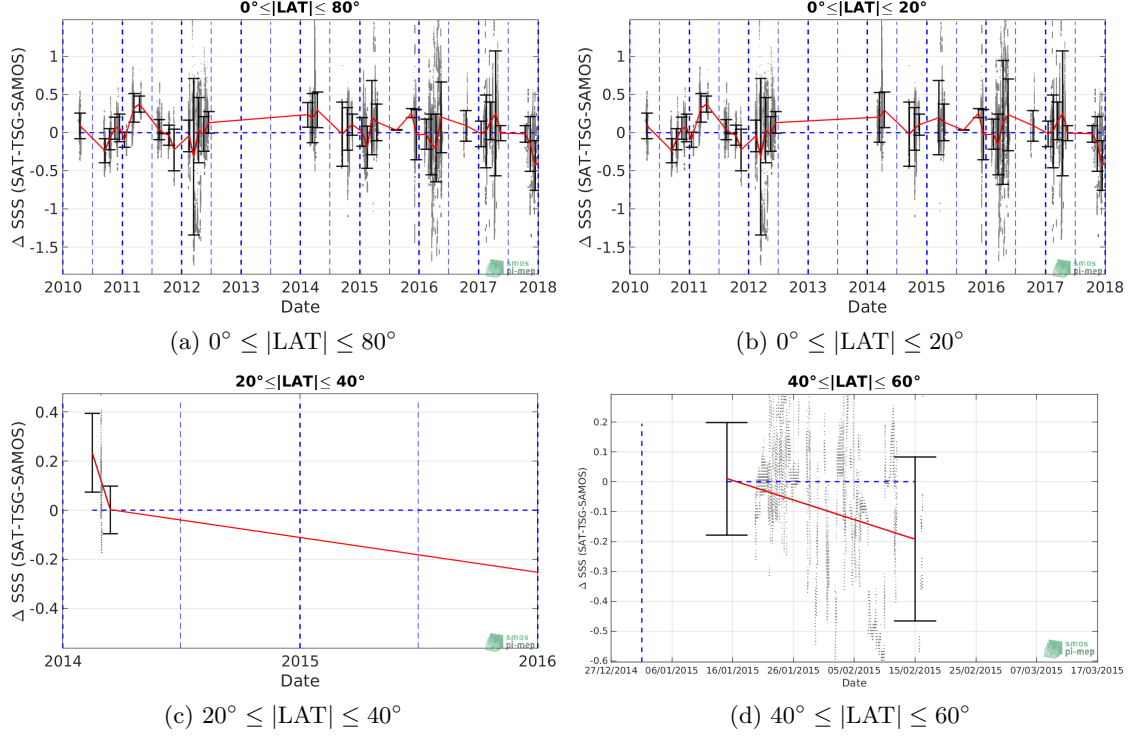 0°≤|LAT|≤ 80°
Δ SSS (SAT-TSG-SAMOS)
1
0.5
0
-0.5
-1
-1.5
2010 2011 2012 2013 2014 2015 2016 2017 2018
Date
smos
pi-mep
(a) 0° ≤ |LAT| ≤ 80°
0°≤|LAT|≤ 20°
Δ SSS (SAT-TSG-SAMOS)
1
0.5
0
-0.5
-1
-1.5
2010 2011 2012 2013 2014 2015 2016 2017 2018
Date
smos
pi-mep
(b) 0° ≤ |LAT| ≤ 20°
20°≤|LAT|≤ 40°
Δ SSS (SAT-TSG-SAMOS)
0.4
0.2
0
-0.2
-0.4
2014 2015 2016
Date
smos
pi-mep
(c) 20° ≤ |LAT| ≤ 40°
40°≤|LAT|≤ 60°
Δ SSS (SAT-TSG-SAMOS)
0.2
0.1
0
-0.1
-0.2
-0.3
-0.4
-0.5
-0.6
27/12/2014 06/01/2015 16/01/2015 26/01/2015 05/02/2015 15/02/2015 25/02/2015 07/03/2015 17/03/2015
Date
smos
pi-mep
(d) 40° ≤ |LAT| ≤ 60°